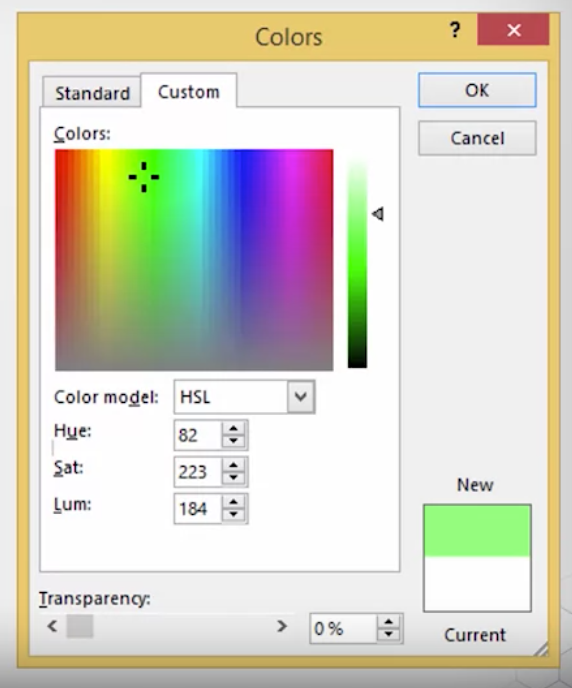 Colors
?
Standard
Custom
OK
Cancel
Colors:
Color model: HSL
Hue: 82
Sat: 223
Lum: 184
New
Current
Transparency:
0 %